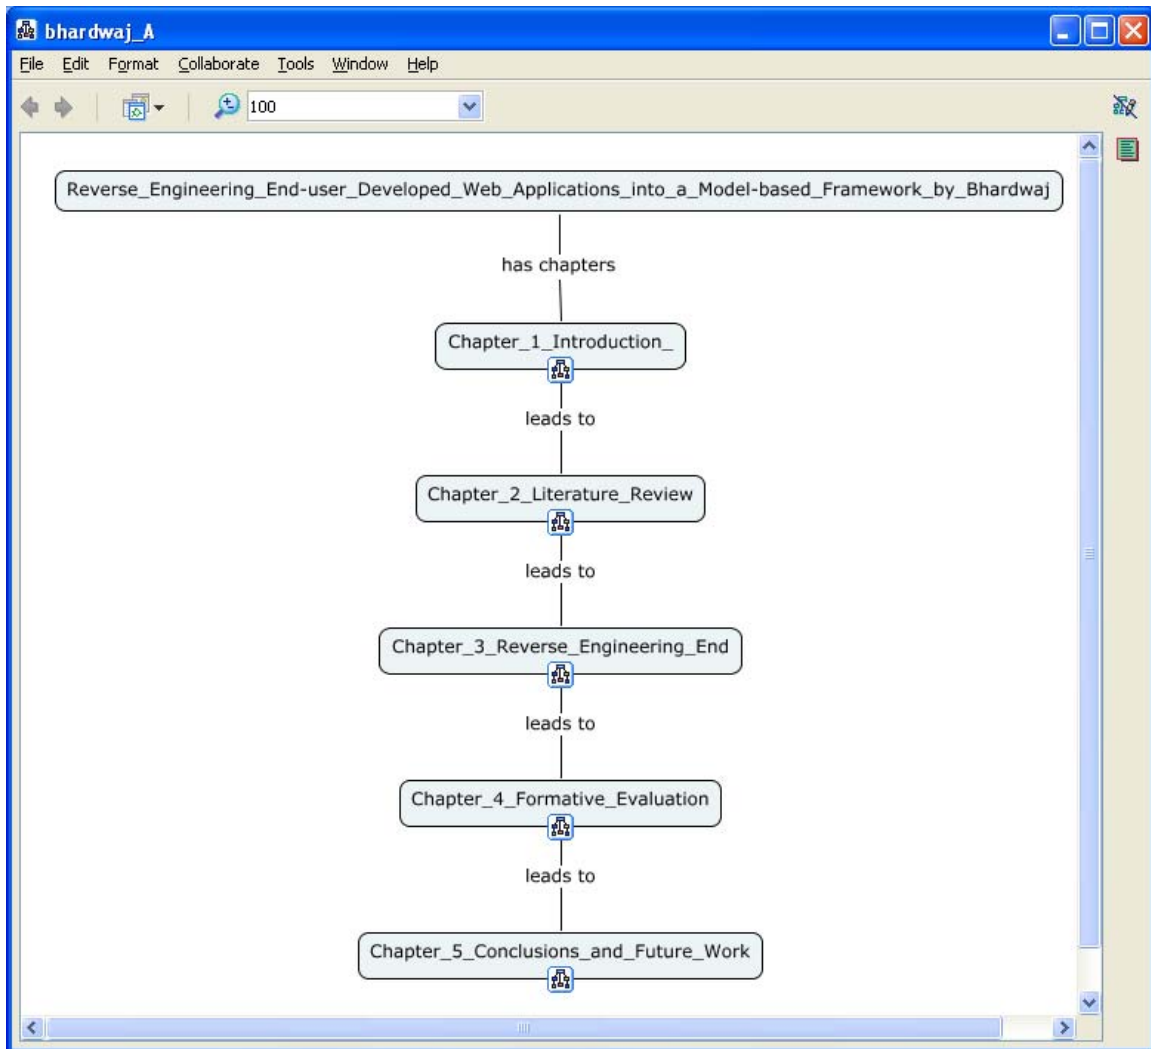 bhardwaj_A
File Edit Format Collaborate Tools Window Help
100
Reverse_Engineering_End-user_Developed_Web_Applications_into_a_Model-based_Framework_by_Bhardwaj
has chapters
Chapter_1_Introduction_
leads to
Chapter_2_Literature_Review
leads to
Chapter_3_Reverse_Engineering_End
leads to
Chapter_4_Formative_Evaluation
leads to
Chapter_5_Conclusions_and_Future_Work